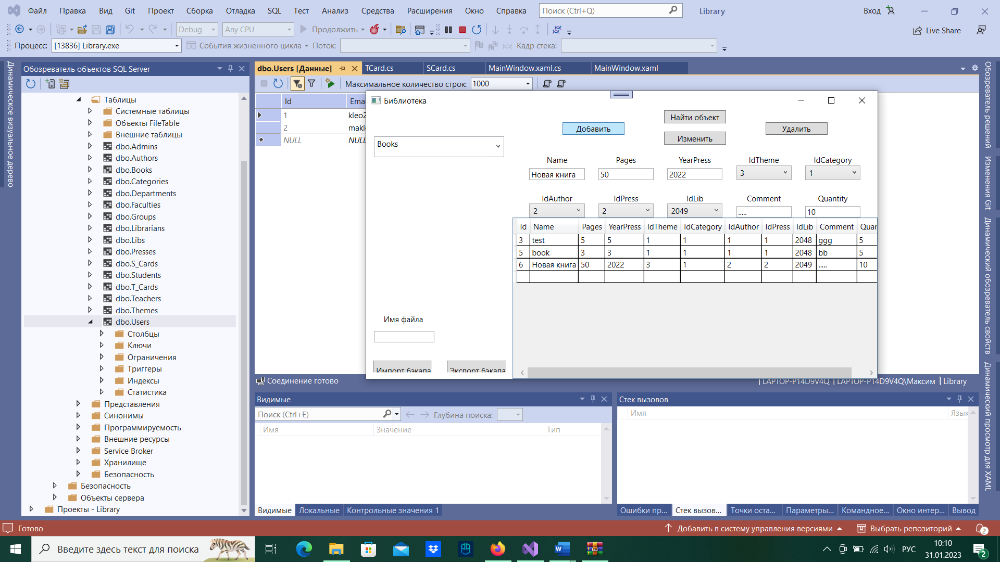 Файл Правка Вид Git Проект Сборка Отладка SQL Тест Анализ Средства Расширения Окно Справка Поиск (Ctrl+Q) Library Вход
Debug Any CPU Продолжить Live Share
Процесс: [13836] Library.exe События жизненного цикла Поток: Кадр стека:
Динамическое визуальное дерево
Обозреватель объектов SQL Server
Таблицы
Системные таблицы
Объекты FileTable
Внешние таблицы
dbo.Admins
dbo.Authors
dbo.Books
dbo.Categories
dbo.Departments
dbo.Faculties
dbo.Groups
dbo.Librarians
dbo.Libs
dbo.Presses
dbo.S_Cards
dbo.Students
dbo.T_Cards
dbo.Teachers
dbo.Themes
dbo.Users
Столбцы
Ключи
Ограничения
Триггеры
Индексы
Статистика
Представления
Синонимы
Программируемость
Внешние ресурсы
Service Broker
Хранилище
Безопасность
Безопасность
Объекты сервера
Проекты - Library
dbo.Users [Данные] TCard.cs SCard.cs MainWindow.xaml.cs MainWindow.xaml
Максимальное количество строк: 1000
Id Emai
1 kleo2
2 makl
NULL NULL
Библиотека
Найти объект
Добавить Удалить
Изменить
Books
Name Pages YearPress IdTheme IdCategory
Новая книга 50 2022 3 1
IdAuthor IdPress IdLib Comment Quantity
2 2 2049 ..... 10
Id Name Pages YearPress IdTheme IdCategory IdAuthor IdPress IdLib Comment Quar
3 test 5 5 1 1 1 1 2048 ggg 5
5 book 3 3 1 1 1 1 2048 bb 5
6 Новая книга 50 2022 3 1 2 2 2049 ..... 10
Имя файла
Импорт бэкапа Экспорт бэкапа
Соединение готово LAPTOP-P14D9V4Q LAPTOP-P14D9V4Q\Максим Library
Видимые
Поиск (Ctrl+E) Глубина поиска:
Имя Значение Тип
Видимые Локальные Контрольные значения 1
Стек вызовов
Имя Язык
Ошибки пр... Стек вызов... Точки оста... Параметры... Командное... Окно интер... Вывод
Обозреватель решений
Изменения Git
Динамический обозреватель свойств
Динамический просмотр для XAML
Готово Добавить в систему управления версиями Выбрать репозиторий 2
Введите здесь текст для поиска РУС 10:10
31.01.2023 2